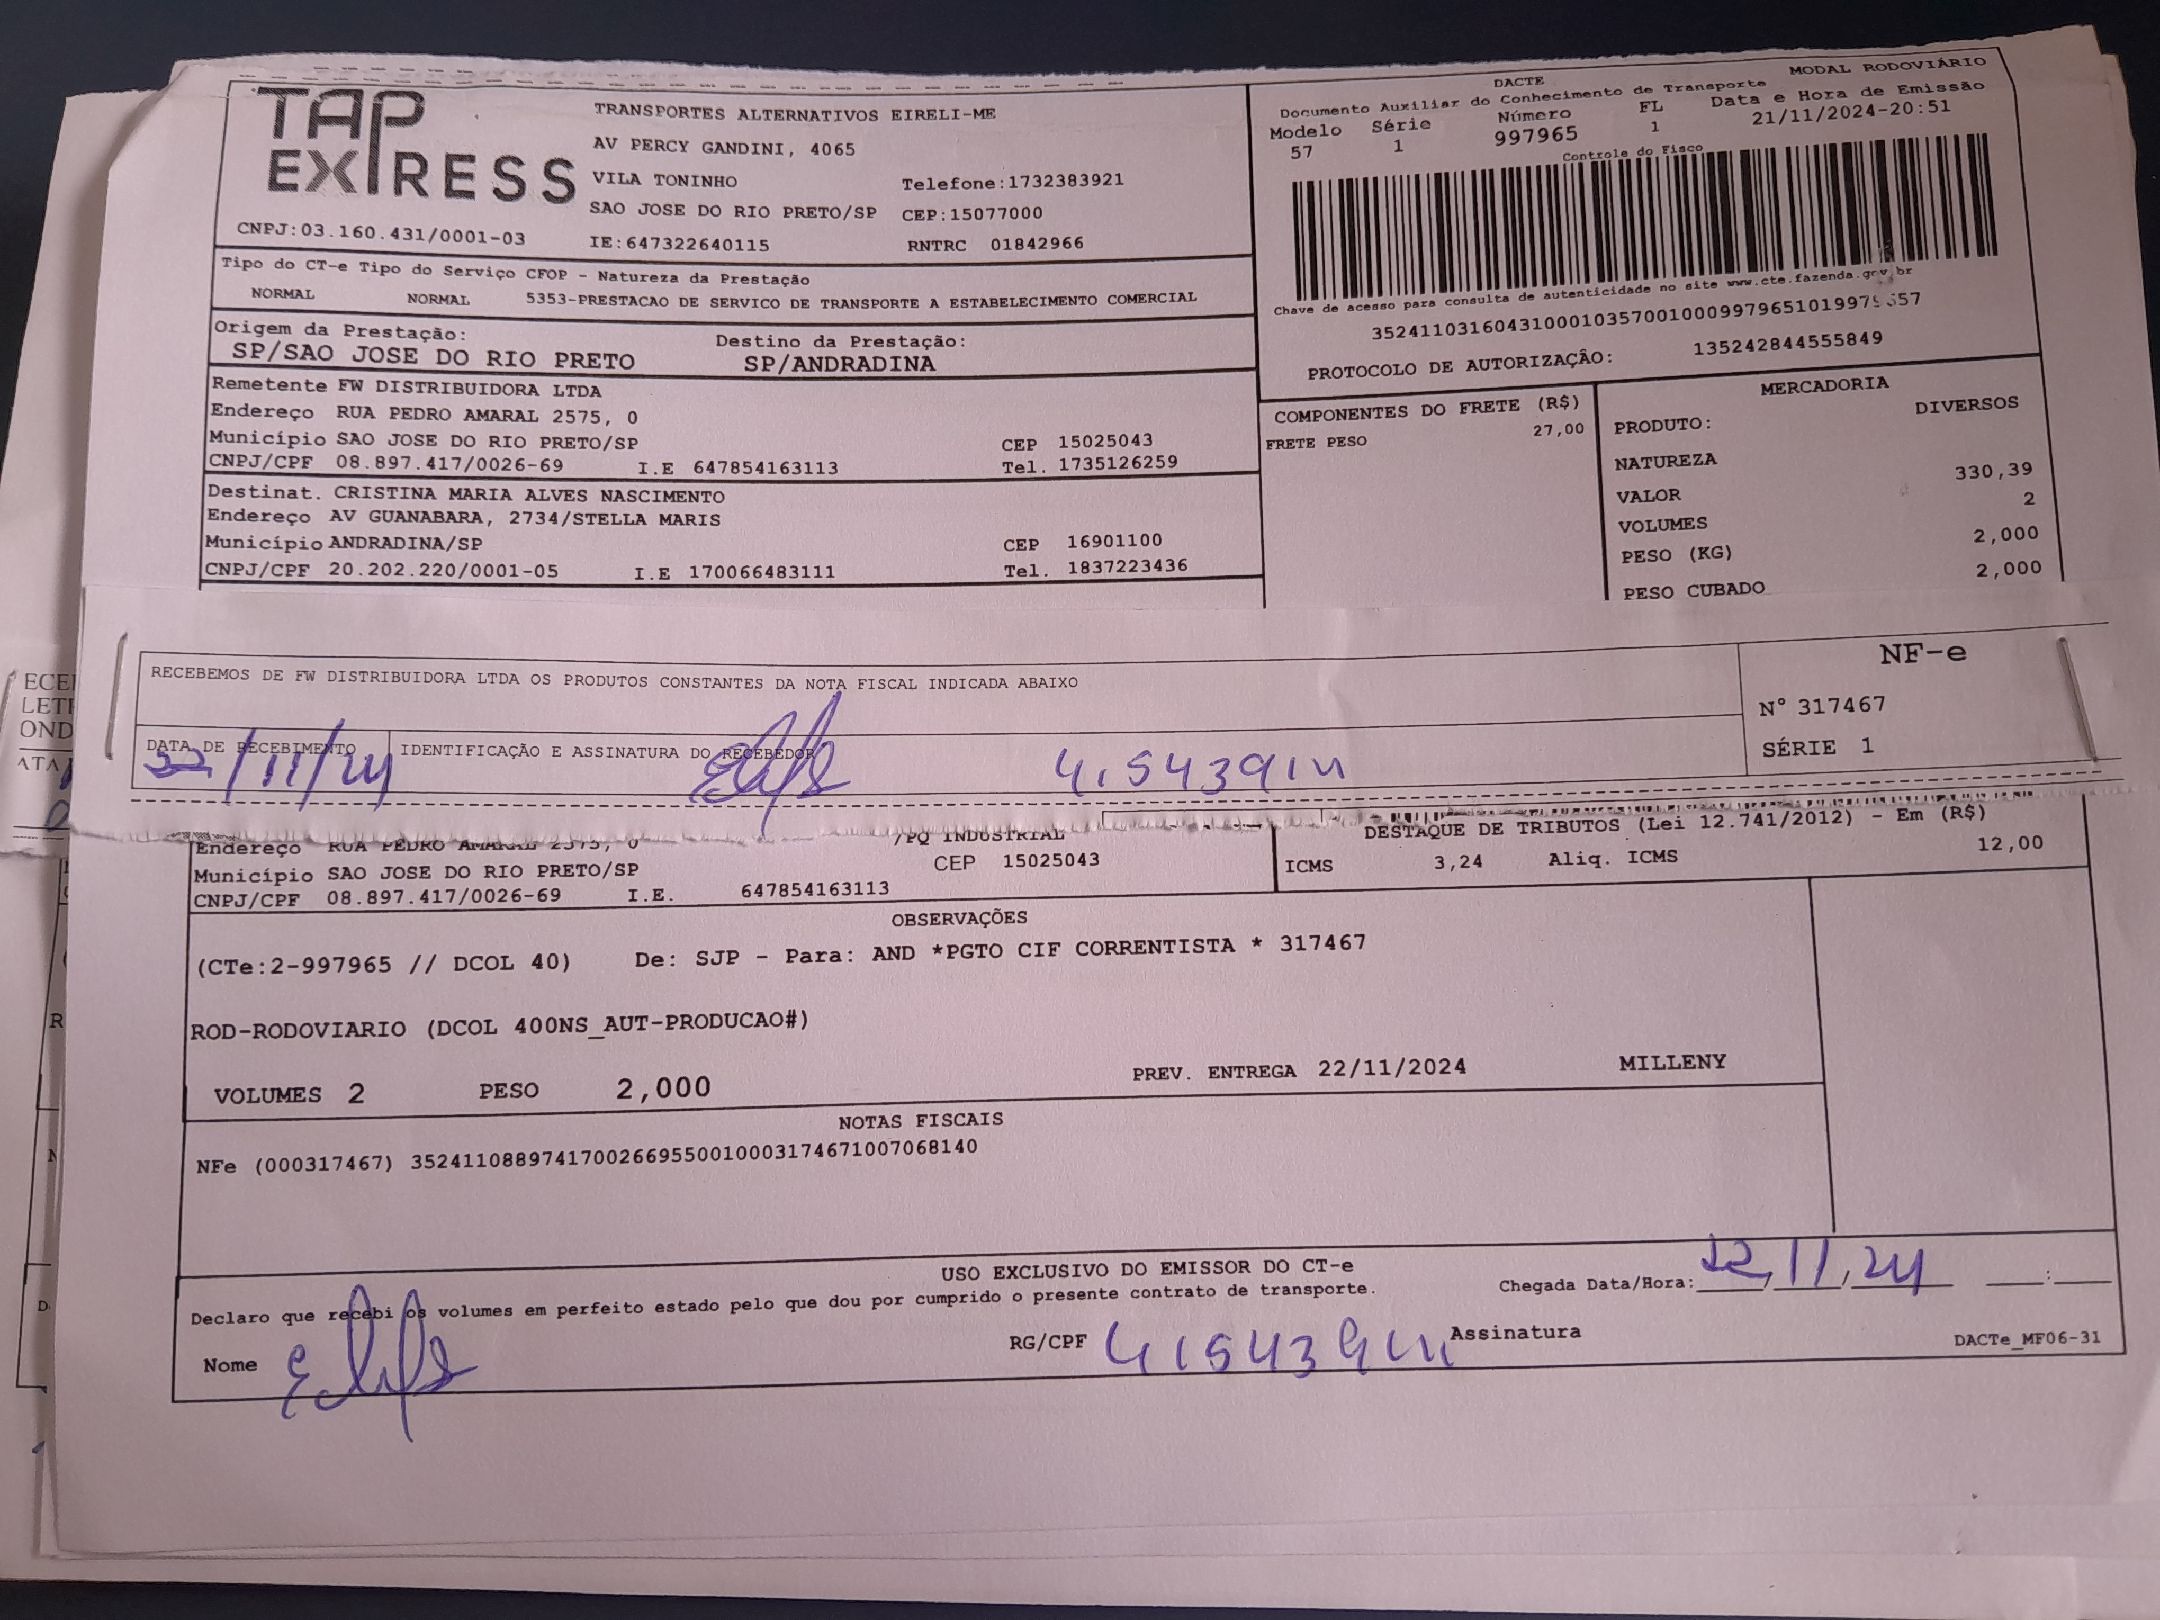 TAP EXPRESS
TRANSPORTES ALTERNATIVOS EIRELI-ME
AV PERCY GANDINI, 4065
VILA TONINHO Telefone:1732383921
SAO JOSE DO RIO PRETO/SP CEP:15077000
CNPJ:03.160.431/0001-03 IE:647322640115 RNTRC 01842966
DACTE MODAL RODOVIÁRIO
Documento Auxiliar do Conhecimento de Transporte
Modelo Série Número FL Data e Hora de Emissão
57 1 997965 1 21/11/2024-20:51
Controle do Fisco
Chave de acesso para consulta de autenticidade no site www.cte.fazenda.gov.br
PROTOCOLO DE AUTORIZAÇÃO: 135242844555849
Tipo do CT-e Tipo do Serviço CFOP - Natureza da Prestação
NORMAL NORMAL 5353-PRESTACAO DE SERVICO DE TRANSPORTE A ESTABELECIMENTO COMERCIAL
Origem da Prestação: Destino da Prestação:
SP/SAO JOSE DO RIO PRETO SP/ANDRADINA
Remetente FW DISTRIBUIDORA LTDA
Endereço RUA PEDRO AMARAL 2575, 0
Município SAO JOSE DO RIO PRETO/SP CEP 15025043
CNPJ/CPF 08.897.417/0026-69 I.E 647854163113 Tel. 1735126259
Destinat. CRISTINA MARIA ALVES NASCIMENTO
Endereço AV GUANABARA, 2734/STELLA MARIS
Município ANDRADINA/SP CEP 16901100
CNPJ/CPF 20.202.220/0001-05 I.E 170066483111 Tel. 1837223436
COMPONENTES DO FRETE (R$)
FRETE PESO 27,00
MERCADORIA
PRODUTO: DIVERSOS
NATUREZA
VALOR 330,39
VOLUMES 2
PESO (KG) 2,000
PESO CUBADO 2,000
RECEBEMOS DE FW DISTRIBUIDORA LTDA OS PRODUTOS CONSTANTES DA NOTA FISCAL INDICADA ABAIXO
NF-e
N° 317467
SÉRIE 1
DATA DE RECEBIMENTO IDENTIFICAÇÃO E ASSINATURA DO RECEBEDOR
22/11/24
/PQ INDUSTRIAL
Endereço RUA PEDRO AMARAL 2575, 0
Município SAO JOSE DO RIO PRETO/SP CEP 15025043
CNPJ/CPF 08.897.417/0026-69 I.E. 647854163113
DESTAQUE DE TRIBUTOS (Lei 12.741/2012) - Em (R$)
ICMS 3,24 Aliq. ICMS 12,00
OBSERVAÇÕES
(CTe:2-997965 // DCOL 40) De: SJP - Para: AND *PGTO CIF CORRENTISTA * 317467
ROD-RODOVIARIO (DCOL 400NS_AUT-PRODUCAO#)
VOLUMES 2 PESO 2,000 PREV. ENTREGA 22/11/2024 MILLENY
NOTAS FISCAIS
NFe (000317467) 35241108897417002669550010003174671007068140
USO EXCLUSIVO DO EMISSOR DO CT-e
Declaro que recebi os volumes em perfeito estado pelo que dou por cumprido o presente contrato de transporte.
Chegada Data/Hora: 22/11/24
Nome RG/CPF Assinatura
DACTe_MF06-31